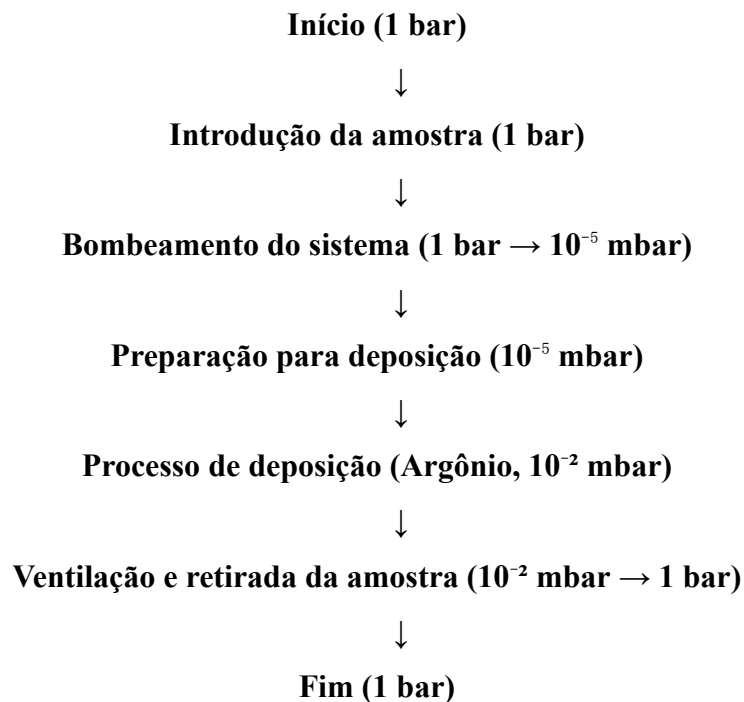 Início (1 bar)
↓
Introdução da amostra (1 bar)
↓
Bombeamento do sistema (1 bar → 10⁻⁵ mbar)
↓
Preparação para deposição (10⁻⁵ mbar)
↓
Processo de deposição (Argônio, 10⁻² mbar)
↓
Ventilação e retirada da amostra (10⁻² mbar → 1 bar)
↓
Fim (1 bar)